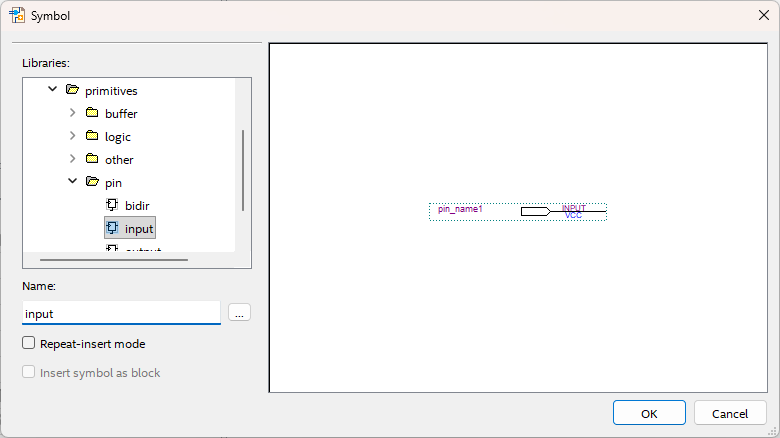 Symbol
Libraries:
primitives
buffer
logic
other
pin
bidir
input
output
Name:
input
...
Repeat-insert mode
Insert symbol as block
pin_name1
INPUT
VCC
OK
Cancel